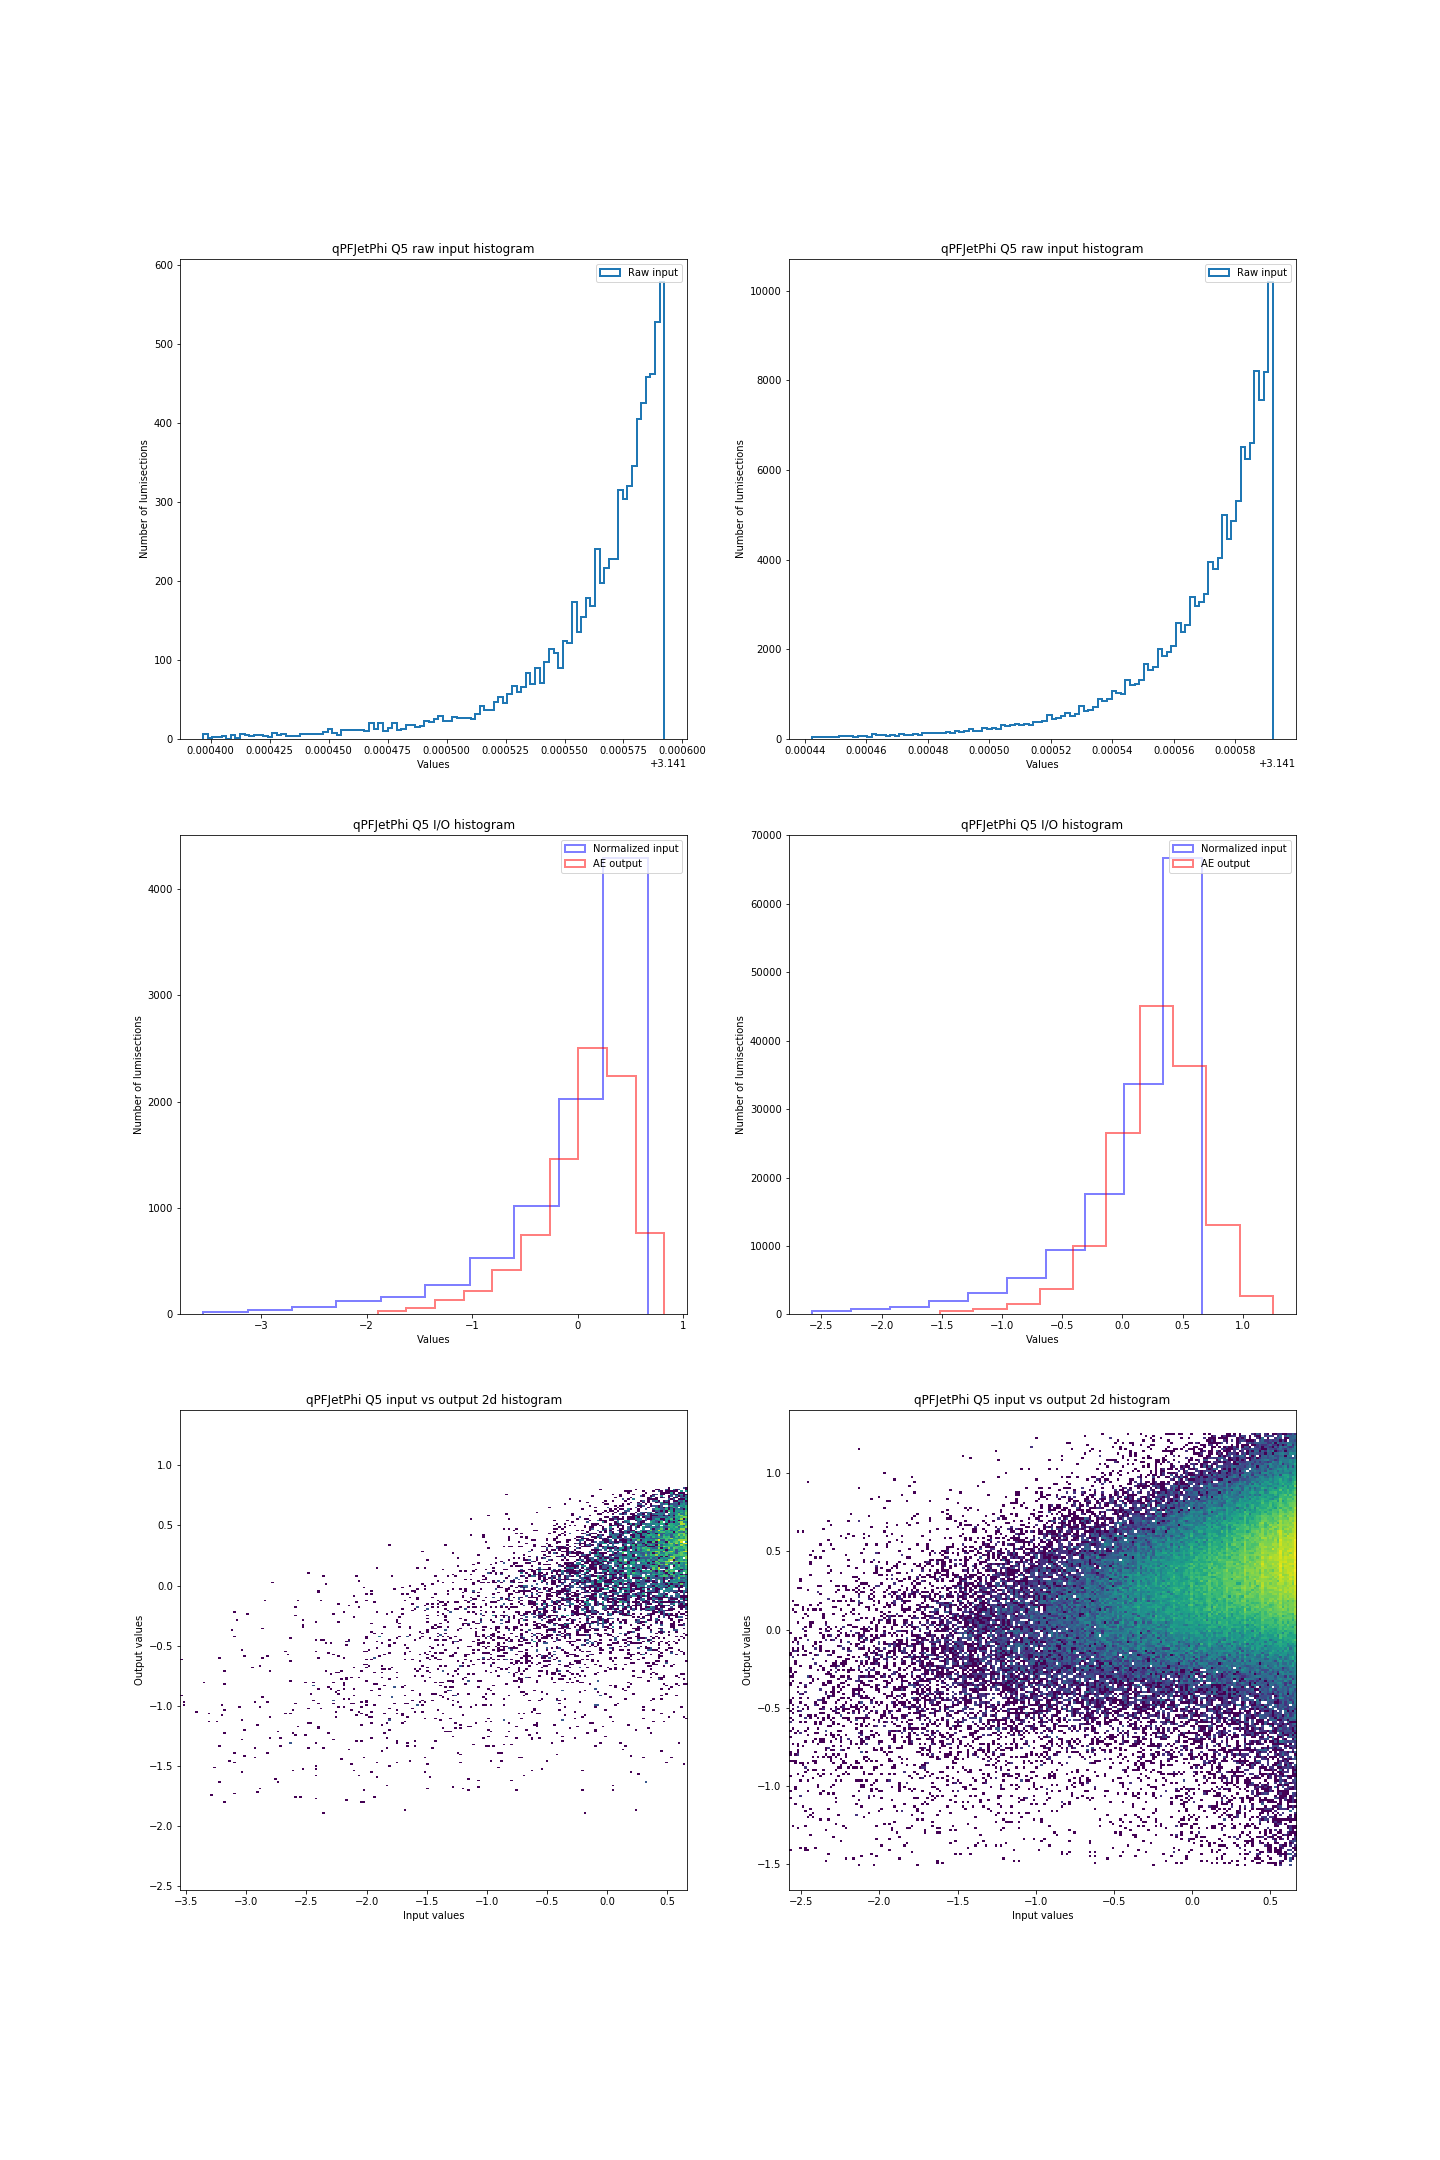 qPFJetPhi Q5 raw input histogram
Raw input
600
500
400
300
200
100
0
Number of lumisections
0.000400 0.000425 0.000450 0.000475 0.000500 0.000525 0.000550 0.000575 0.000600
Values
+3.141
qPFJetPhi Q5 raw input histogram
Raw input
10000
8000
6000
4000
2000
0
Number of lumisections
0.00044 0.00046 0.00048 0.00050 0.00052 0.00054 0.00056 0.00058
Values
+3.141
qPFJetPhi Q5 I/O histogram
Normalized input
AE output
4000
3000
2000
1000
0
Number of lumisections
−3 −2 −1 0 1
Values
qPFJetPhi Q5 I/O histogram
Normalized input
AE output
70000
60000
50000
40000
30000
20000
10000
0
Number of lumisections
−2.5 −2.0 −1.5 −1.0 −0.5 0.0 0.5 1.0
Values
qPFJetPhi Q5 input vs output 2d histogram
1.0
0.5
0.0
−0.5
−1.0
−1.5
−2.0
−2.5
Output values
−3.5 −3.0 −2.5 −2.0 −1.5 −1.0 −0.5 0.0 0.5
Input values
qPFJetPhi Q5 input vs output 2d histogram
1.0
0.5
0.0
−0.5
−1.0
−1.5
Output values
−2.5 −2.0 −1.5 −1.0 −0.5 0.0 0.5
Input values